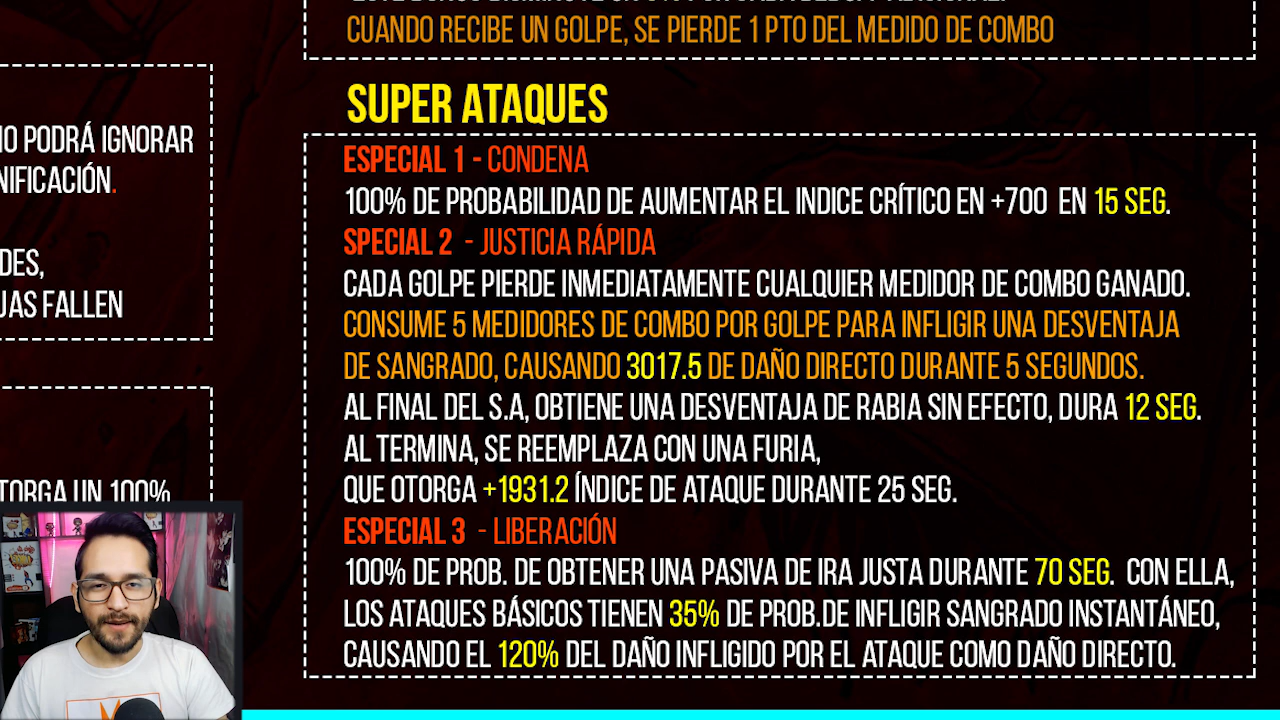 CUANDO RECIBE UN GOLPE, SE PIERDE 1 PTO DEL MEDIDO DE COMBO
O PODRÁ IGNORAR
NIFICACIÓN.
DES,
JAS FALLEN
TORGA UN 100%
SUPER ATAQUES
ESPECIAL 1 - CONDENA
100% DE PROBABILIDAD DE AUMENTAR EL INDICE CRÍTICO EN +700 EN 15 SEG.
SPECIAL 2 - JUSTICIA RÁPIDA
CADA GOLPE PIERDE INMEDIATAMENTE CUALQUIER MEDIDOR DE COMBO GANADO.
CONSUME 5 MEDIDORES DE COMBO POR GOLPE PARA INFLIGIR UNA DESVENTAJA
DE SANGRADO, CAUSANDO 3017.5 DE DAÑO DIRECTO DURANTE 5 SEGUNDOS.
AL FINAL DEL S.A, OBTIENE UNA DESVENTAJA DE RABIA SIN EFECTO, DURA 12 SEG.
AL TERMINA, SE REEMPLAZA CON UNA FURIA,
QUE OTORGA +1931.2 ÍNDICE DE ATAQUE DURANTE 25 SEG.
ESPECIAL 3 - LIBERACIÓN
100% DE PROB. DE OBTENER UNA PASIVA DE IRA JUSTA DURANTE 70 SEG. CON ELLA,
LOS ATAQUES BÁSICOS TIENEN 35% DE PROB.DE INFLIGIR SANGRADO INSTANTÁNEO,
CAUSANDO EL 120% DEL DAÑO INFLIGIDO POR EL ATAQUE COMO DAÑO DIRECTO.